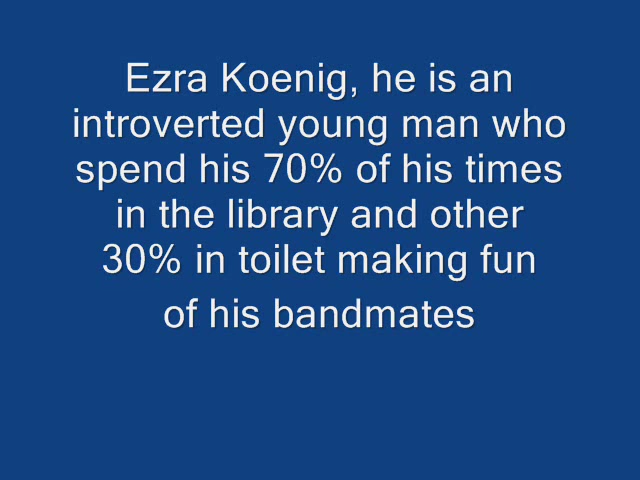 Ezra Koenig, he is an
introverted young man who
spend his 70% of his times
in the library and other
30% in toilet making fun
of his bandmates